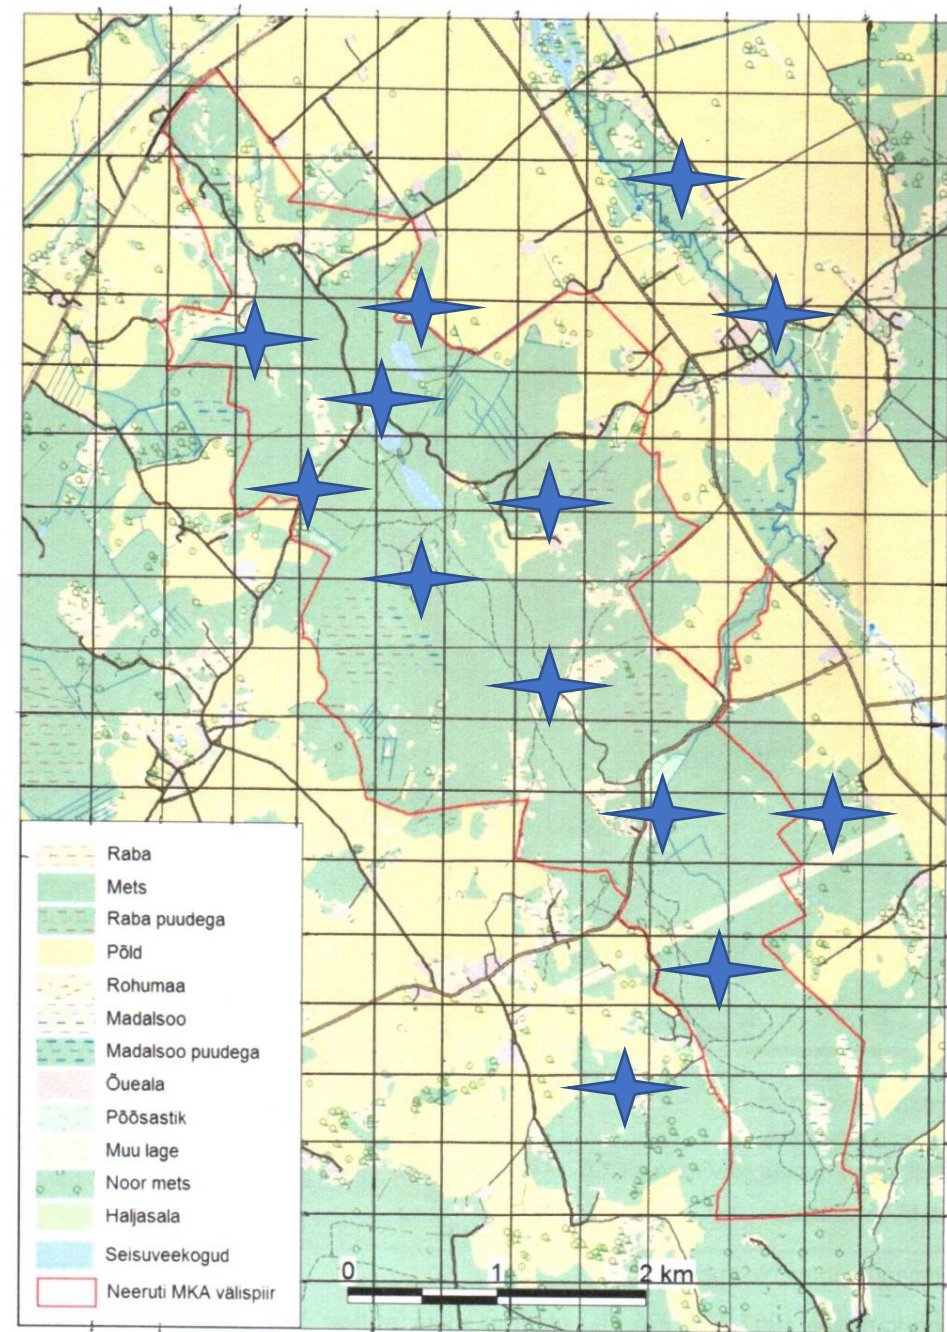 Raba
Mets
Raba puudega
Põld
Rohumaa
Madalsoo
Madalsoo puudega
Õueala
Põõsastik
Muu lage
Noor mets
Haljasala
Seisuveekogud
Neeruti MKA välispiir
0 1 2 km